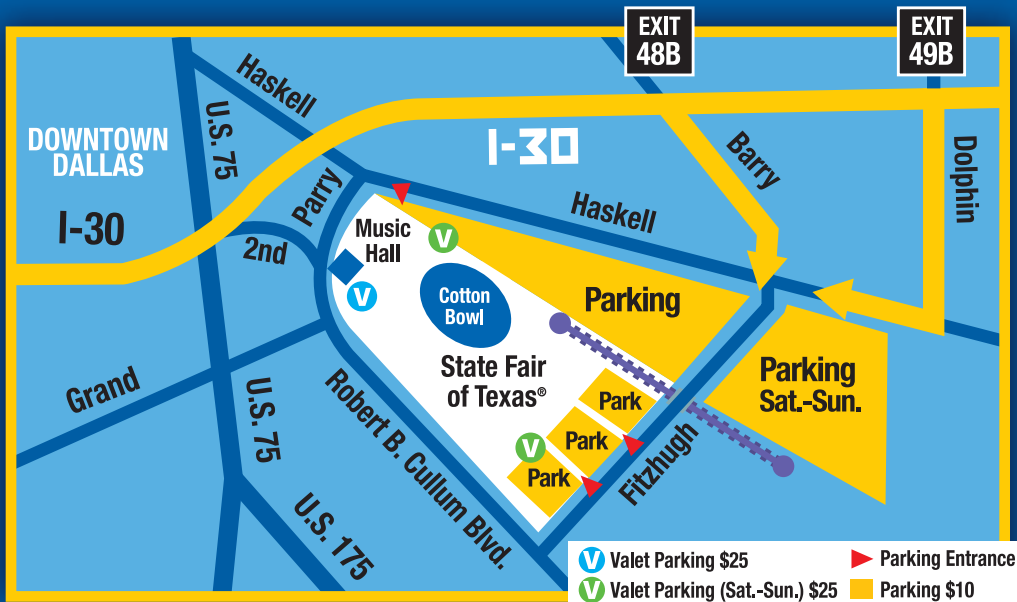 EXIT
48B
EXIT
49B
Haskell
U.S. 75
DOWNTOWN
DALLAS
I-30
I-30
Barry
Dolphin
Parry
2nd
Haskell
Music
Hall
V
V
Cotton
Bowl
Parking
State Fair
of Texas®
Parking
Sat.-Sun.
Grand
U.S. 75
Robert B. Cullum Blvd.
Park
Park
Park
V
Fitzhugh
U.S. 175
V Valet Parking $25
V Valet Parking (Sat.-Sun.) $25
Parking Entrance
Parking $10